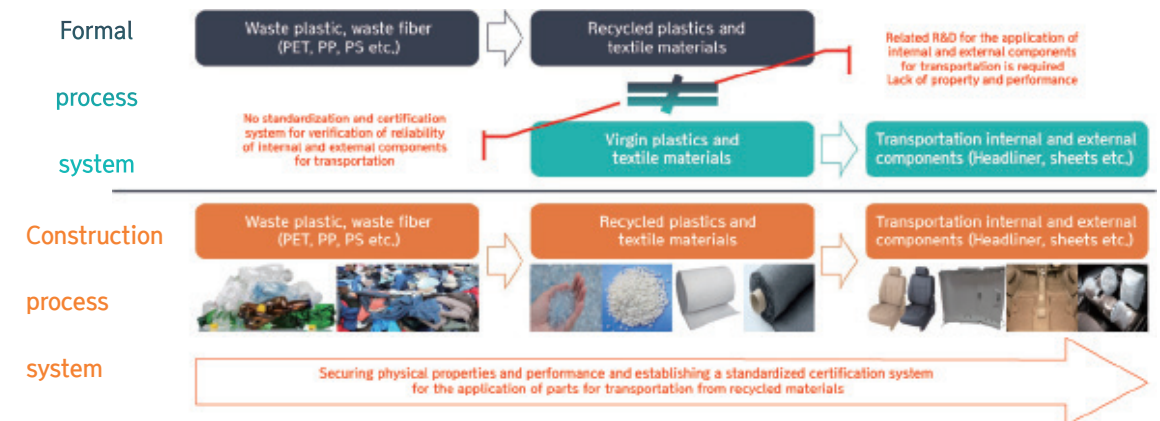 Formal
process
system
Waste plastic, waste fiber
(PET, PP, PS etc.)
Recycled plastics and
textile materials
Related R&D for the application of
internal and external components
for transportation is required
Lack of property and performance
No standardization and certification
system for verification of reliability
of internal and external components
for transportation
Virgin plastics and
textile materials
Transportation internal and external
components (Headliner, sheets etc.)
Construction
process
system
Waste plastic, waste fiber
(PET, PP, PS etc.)
Recycled plastics and
textile materials
Transportation internal and external
components (Headliner, sheets etc.)
Securing physical properties and performance and establishing a standardized certification system
for the application of parts for transportation from recycled materials